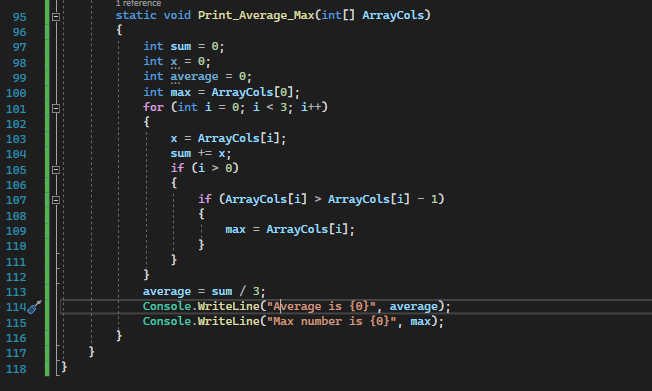 1 reference
95 static void Print_Average_Max(int[] ArrayCols)
96 {
97 int sum = 0;
98 int x = 0;
99 int average = 0;
100 int max = ArrayCols[0];
101 for (int i = 0; i < 3; i++)
102 {
103 x = ArrayCols[i];
104 sum += x;
105 if (i > 0)
106 {
107 if (ArrayCols[i] > ArrayCols[i] - 1)
108 {
109 max = ArrayCols[i];
110 }
111 }
112 }
113 average = sum / 3;
114 Console.WriteLine("Average is {0}", average);
115 Console.WriteLine("Max number is {0}", max);
116 }
117 }
118 }